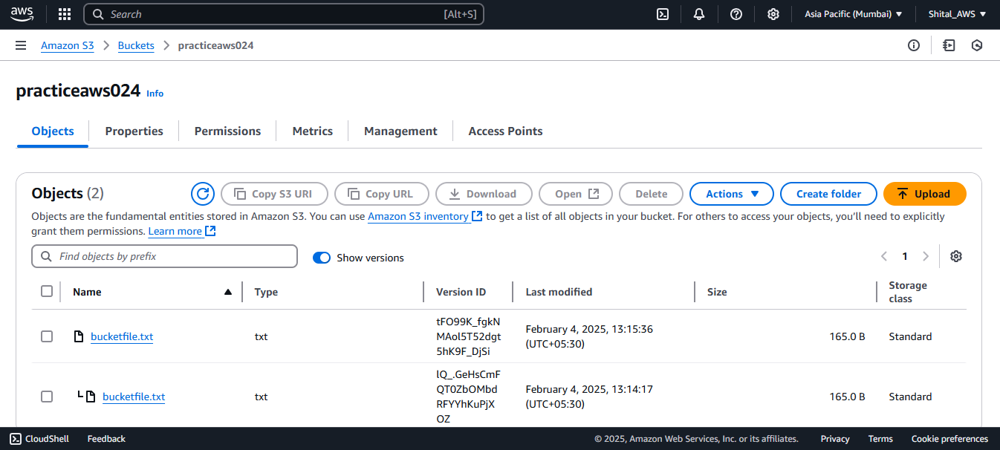 aws
Search [Alt+S]
Asia Pacific (Mumbai)
Shital_AWS
Amazon S3
Buckets
practiceaws024
practiceaws024 Info
Objects
Properties
Permissions
Metrics
Management
Access Points
Objects (2)
Copy S3 URI
Copy URL
Download
Open
Delete
Actions
Create folder
Upload
Objects are the fundamental entities stored in Amazon S3. You can use Amazon S3 inventory to get a list of all objects in your bucket. For others to access your objects, you'll need to explicitly
grant them permissions. Learn more
Find objects by prefix
Show versions
1
Name
Type
Version ID
Last modified
Size
Storage
class
bucketfile.txt
txt
tFO99K_fgkN
MAol5T52dgt
5hK9F_DjSi
February 4, 2025, 13:15:36
(UTC+05:30)
165.0 B
Standard
bucketfile.txt
txt
lQ_.GeHsCmF
QT0ZbOMbd
RFYYhKuPjX
OZ
February 4, 2025, 13:14:17
(UTC+05:30)
165.0 B
Standard
CloudShell
Feedback
© 2025, Amazon Web Services, Inc. or its affiliates.
Privacy
Terms
Cookie preferences